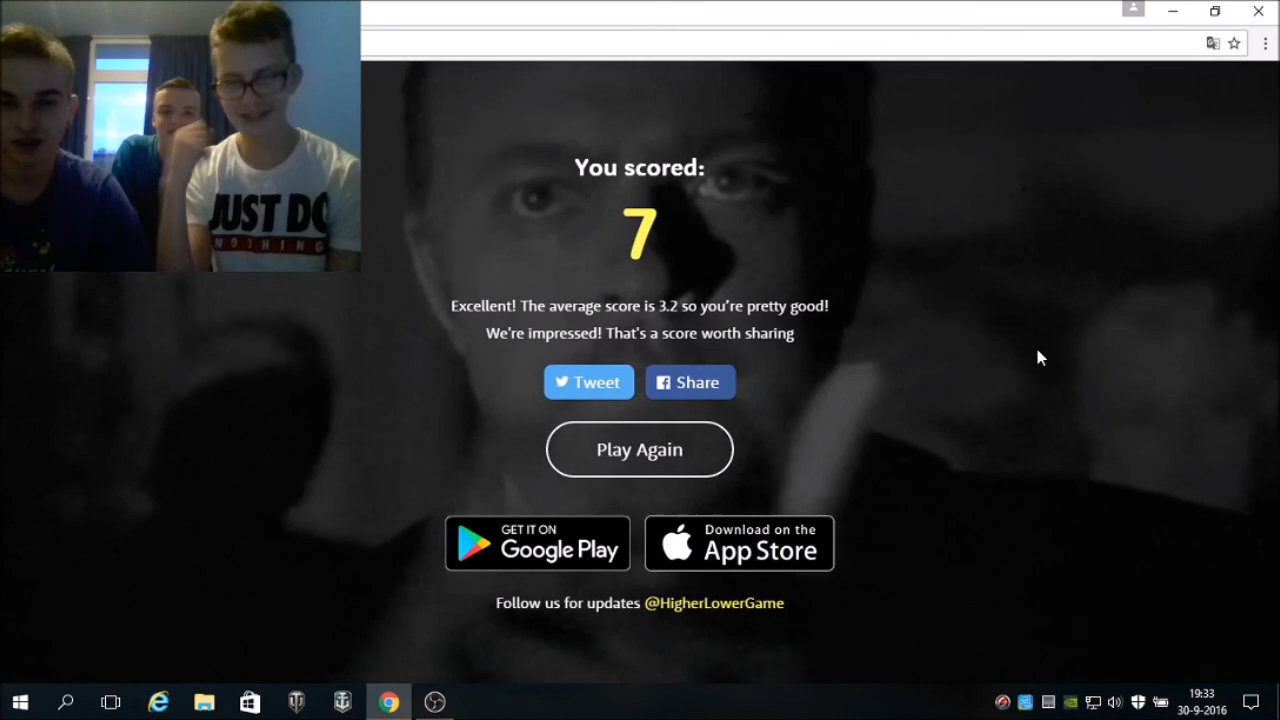 JUST DO
NOTHING
You scored:
7
Excellent! The average score is 3.2 so you're pretty good!
We're impressed! That's a score worth sharing
Tweet
Share
Play Again
GET IT ON
Google Play
Download on the
App Store
Follow us for updates @HigherLowerGame
19:33
30-9-2016